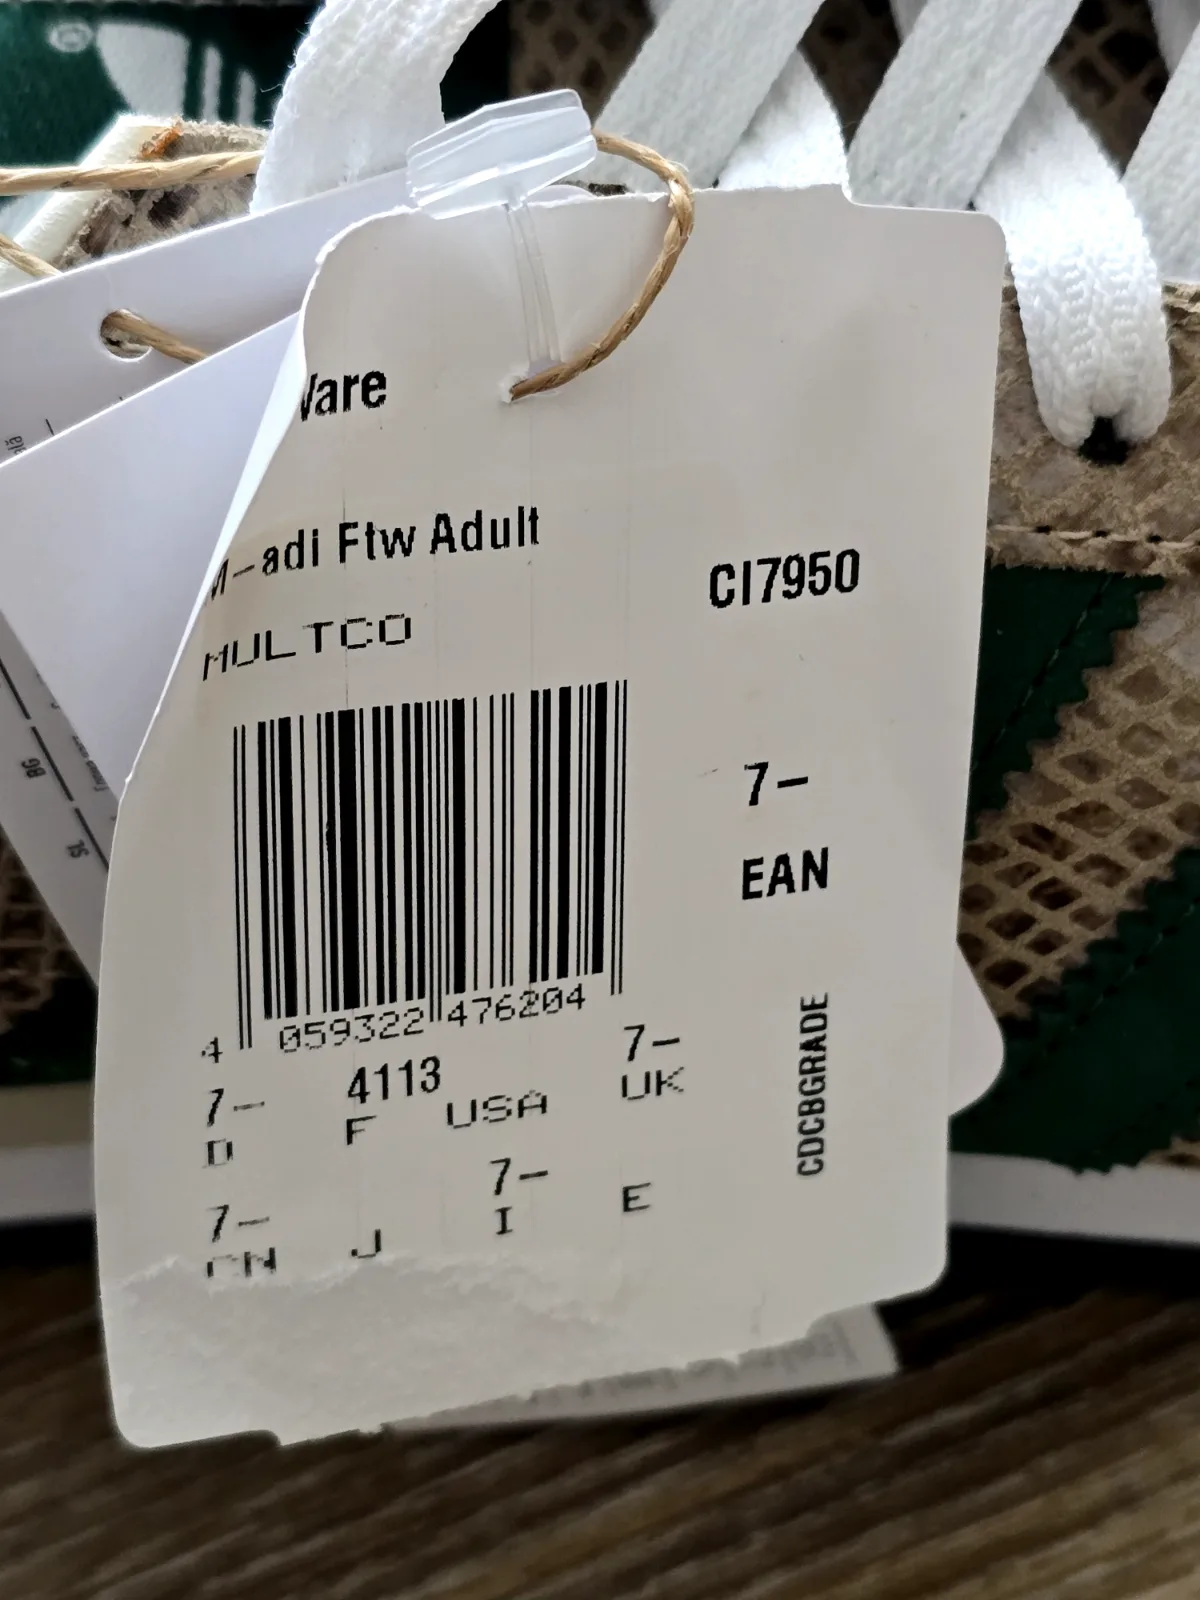 Ware
M-adi Ftw Adult
CI7950
MULTCO
7-
EAN
4 059322 476204
4113
7- 7-
D F USA UK
7- 7-
CN J I E
CDCBGRADE
86